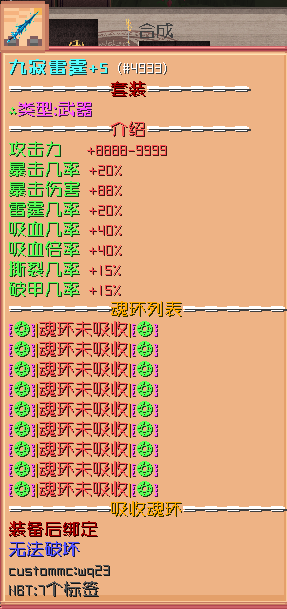 合成
九寂雷霆+5 (#4933)
套装
∴类型:武器
介绍
攻击力 +8888-9999
暴击几率 +20%
暴击伤害 +88%
雷霆几率 +20%
吸血几率 +40%
吸血倍率 +40%
撕裂几率 +15%
破甲几率 +15%
魂环列表
[۞]|魂环未吸收|[۞]
[۞]|魂环未吸收|[۞]
[۞]|魂环未吸收|[۞]
[۞]|魂环未吸收|[۞]
[۞]|魂环未吸收|[۞]
[۞]|魂环未吸收|[۞]
[۞]|魂环未吸收|[۞]
[۞]|魂环未吸收|[۞]
[۞]|魂环未吸收|[۞]
吸收魂环
装备后绑定
无法破坏
custommc:wq23
NBT:7个标签